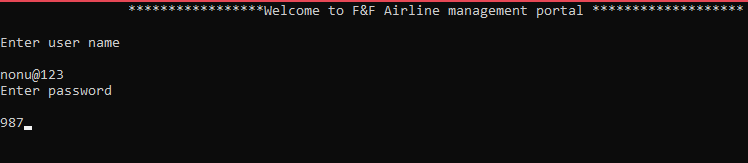 *****************Welcome to F&F Airline management portal *******************
Enter user name
nonu@123
Enter password
987